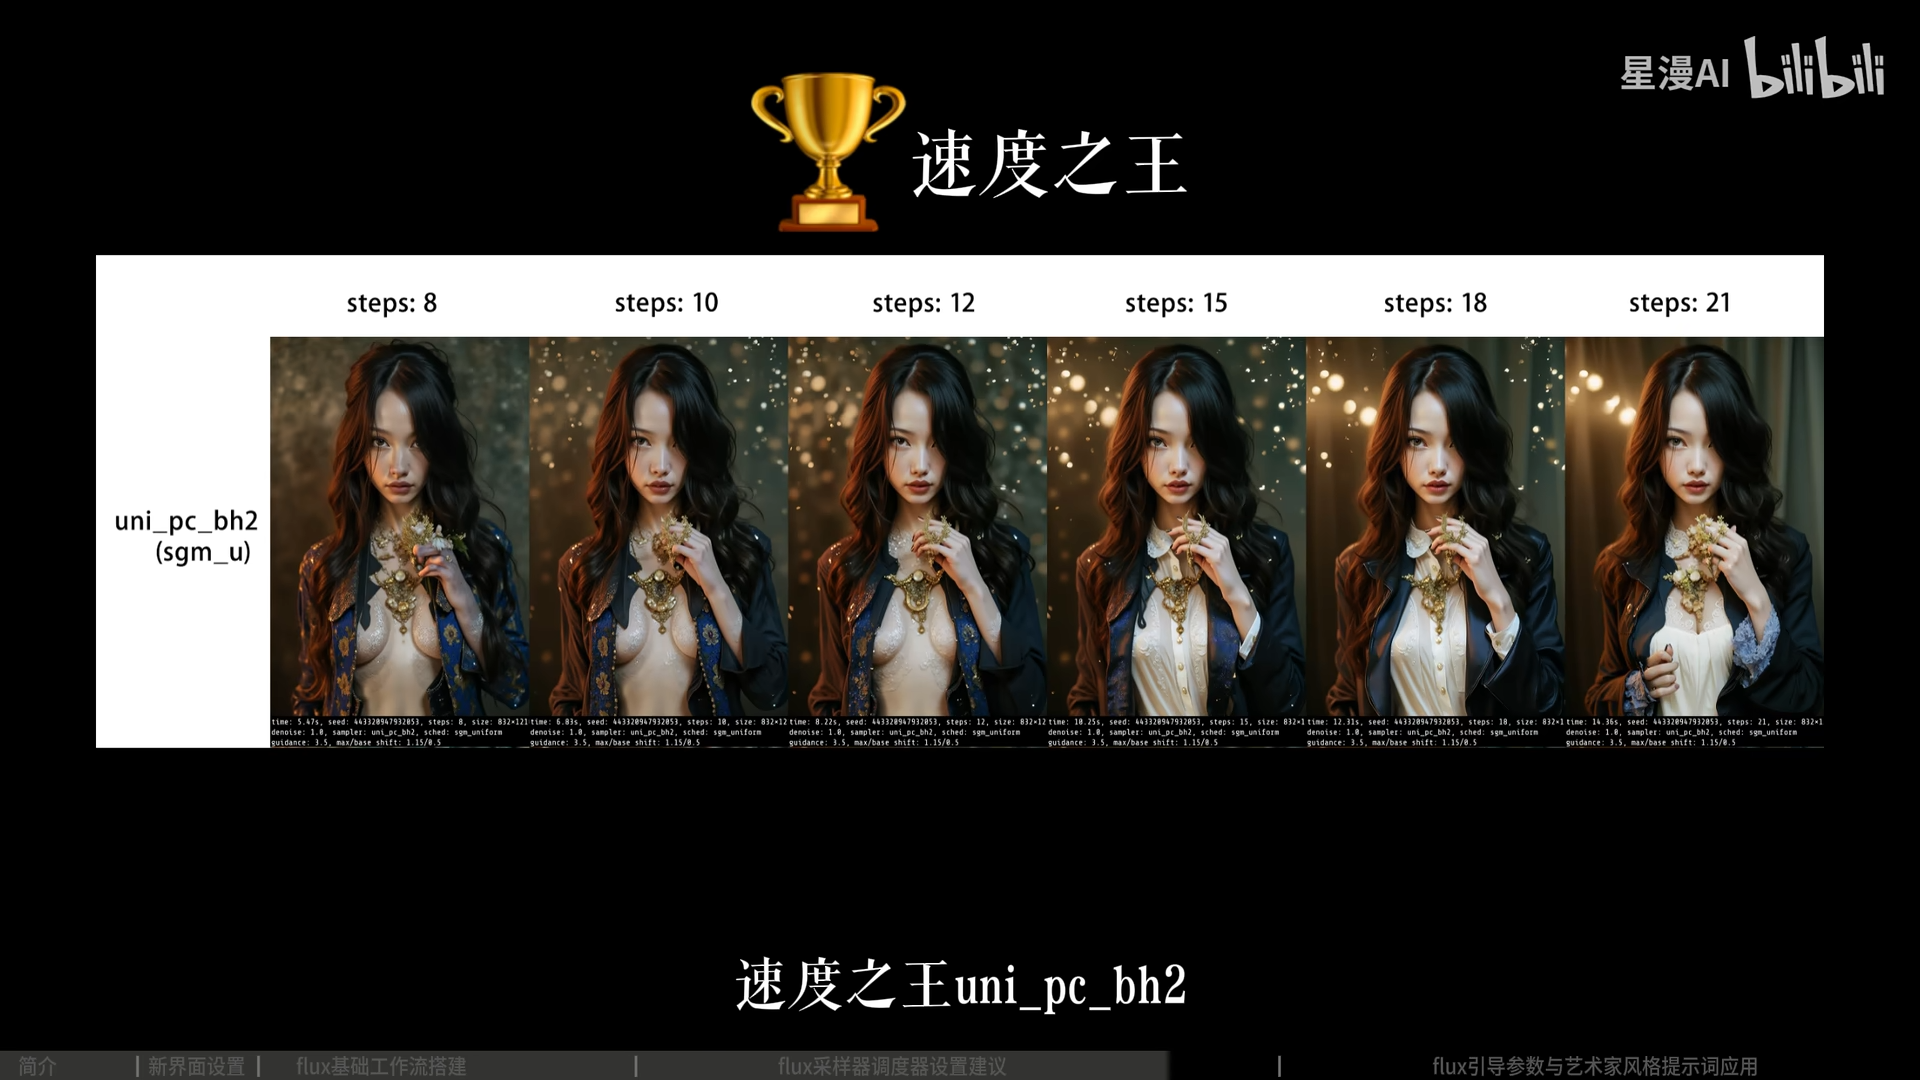 星漫AI bilibili
速度之王
steps: 8 steps: 10 steps: 12 steps: 15 steps: 18 steps: 21
uni_pc_bh2
(sgm_u)
time: 5.47s, seed: 443320947932053, steps: 8, size: 832×121 time: 6.83s, seed: 443320947932053, steps: 10, size: 832×12 time: 8.22s, seed: 443320947932053, steps: 12, size: 832×12 time: 10.25s, seed: 443320947932053, steps: 15, size: 832×1 time: 12.31s, seed: 443320947932053, steps: 18, size: 832×1 time: 14.36s, seed: 443320947932053, steps: 21, size: 832×1
denoise: 1.0, sampler: uni_pc_bh2, sched: sgm_uniform denoise: 1.0, sampler: uni_pc_bh2, sched: sgm_uniform denoise: 1.0, sampler: uni_pc_bh2, sched: sgm_uniform denoise: 1.0, sampler: uni_pc_bh2, sched: sgm_uniform denoise: 1.0, sampler: uni_pc_bh2, sched: sgm_uniform denoise: 1.0, sampler: uni_pc_bh2, sched: sgm_uniform
guidance: 3.5, max/base shift: 1.15/0.5 guidance: 3.5, max/base shift: 1.15/0.5 guidance: 3.5, max/base shift: 1.15/0.5 guidance: 3.5, max/base shift: 1.15/0.5 guidance: 3.5, max/base shift: 1.15/0.5 guidance: 3.5, max/base shift: 1.15/0.5
速度之王uni_pc_bh2
简介 | 新界面设置 | flux基础工作流搭建 | flux采样器调度器设置建议 | flux引导参数与艺术家风格提示词应用